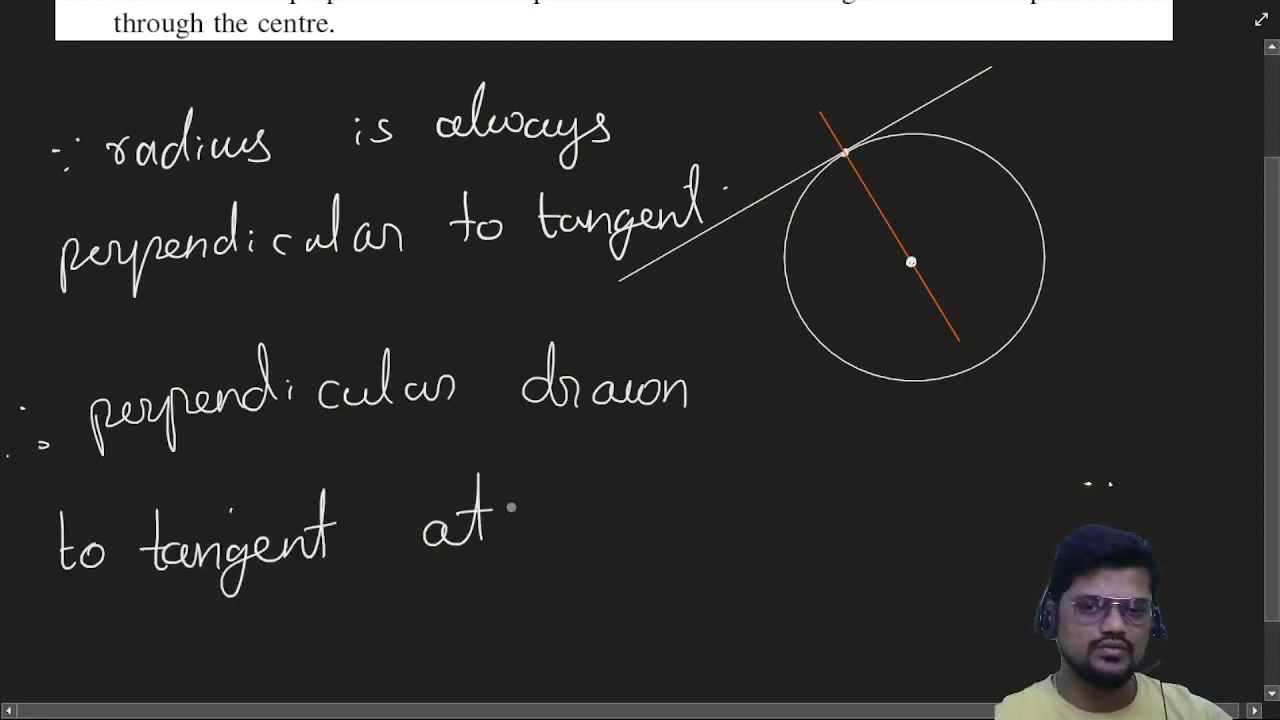 through the centre.
∵ radius is always
perpendicular to tangent.
∴ perpendicular drawn
to tangent at